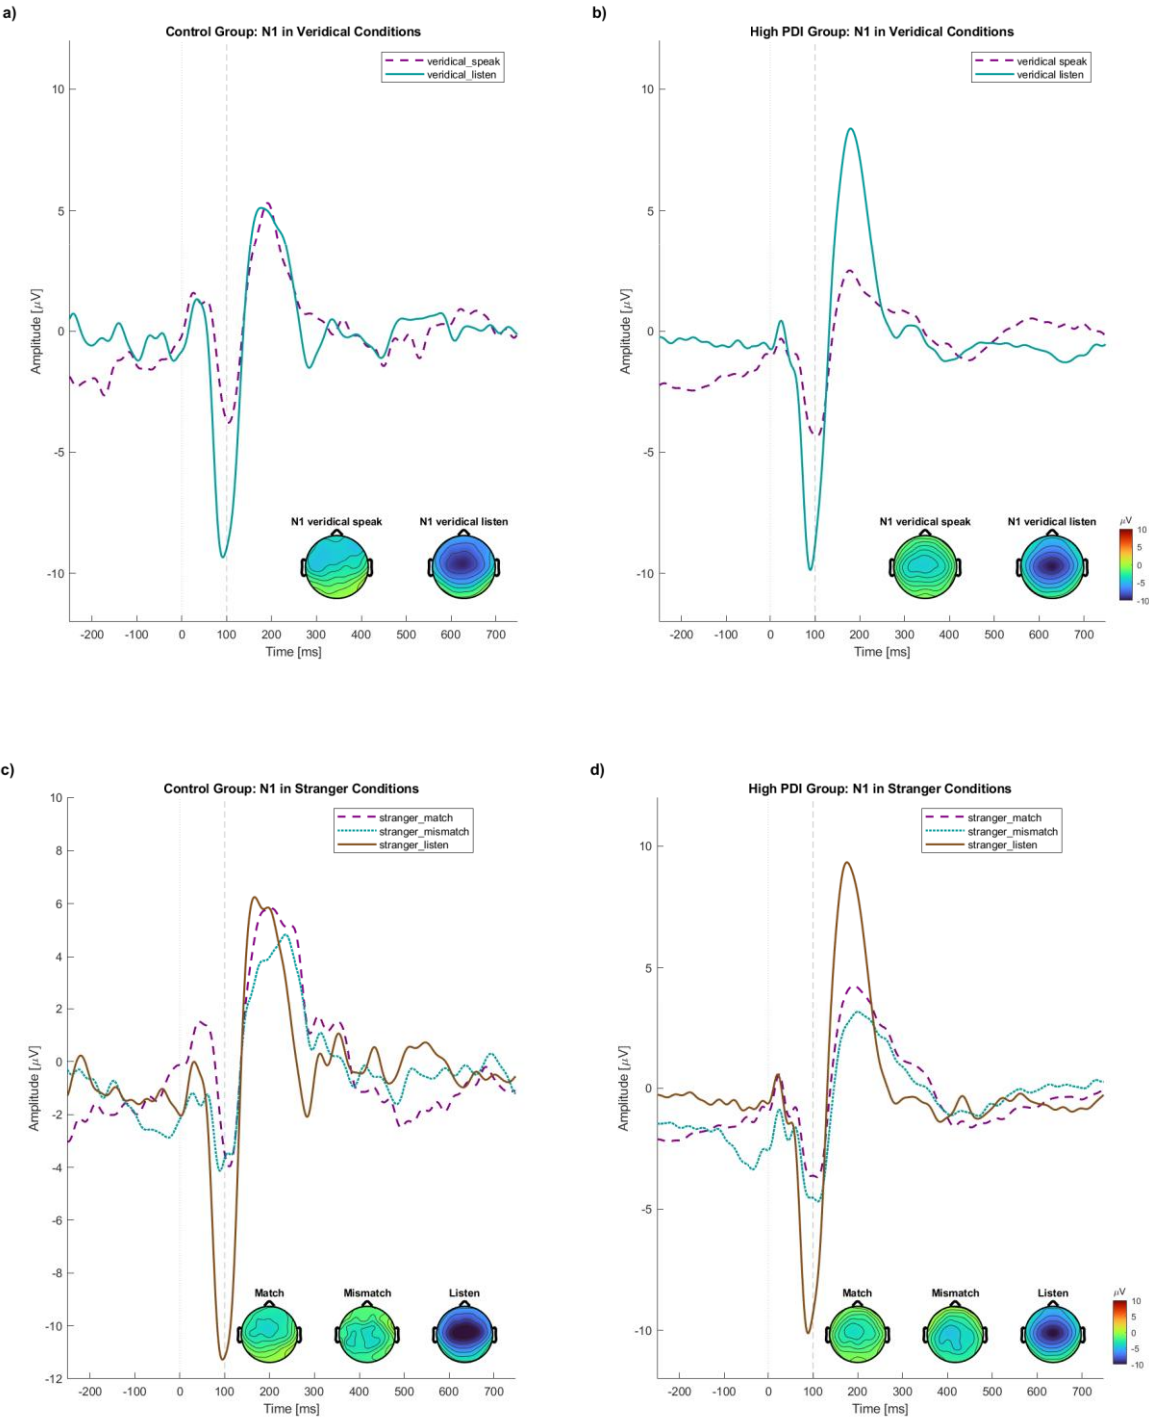 a)
Control Group: N1 in Veridical Conditions
veridical_speak
veridical_listen
10
5
0
-5
-10
Amplitude [µV]
N1 veridical speak
N1 veridical listen
-200 -100 0 100 200 300 400 500 600 700
Time [ms]
b)
High PDI Group: N1 in Veridical Conditions
veridical speak
veridical listen
10
5
0
-5
-10
Amplitude [µV]
N1 veridical speak
N1 veridical listen
µV
10
5
0
-5
-10
-200 -100 0 100 200 300 400 500 600 700
Time [ms]
c)
Control Group: N1 in Stranger Conditions
stranger_match
stranger_mismatch
stranger_listen
10
8
6
4
2
0
-2
-4
-6
-8
-10
-12
Amplitude [µV]
Match
Mismatch
Listen
-200 -100 0 100 200 300 400 500 600 700
Time [ms]
d)
High PDI Group: N1 in Stranger Conditions
stranger_match
stranger_mismatch
stranger_listen
10
5
0
-5
-10
Amplitude [µV]
Match
Mismatch
Listen
µV
10
5
0
-5
-10
-200 -100 0 100 200 300 400 500 600 700
Time [ms]